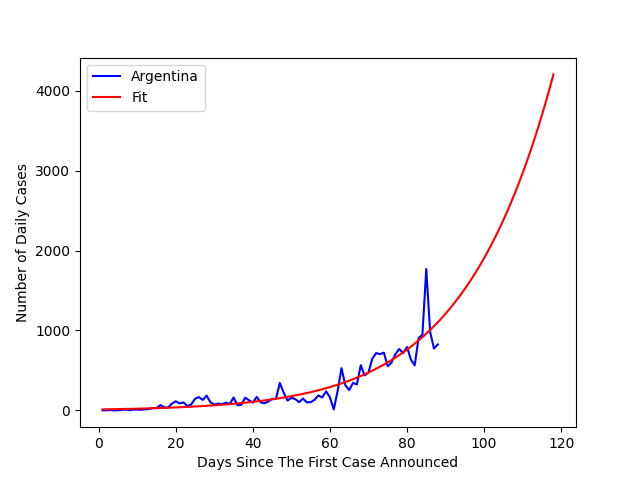 Argentina
Fit
Number of Daily Cases
4000
3000
2000
1000
0
0 20 40 60 80 100 120
Days Since The First Case Announced